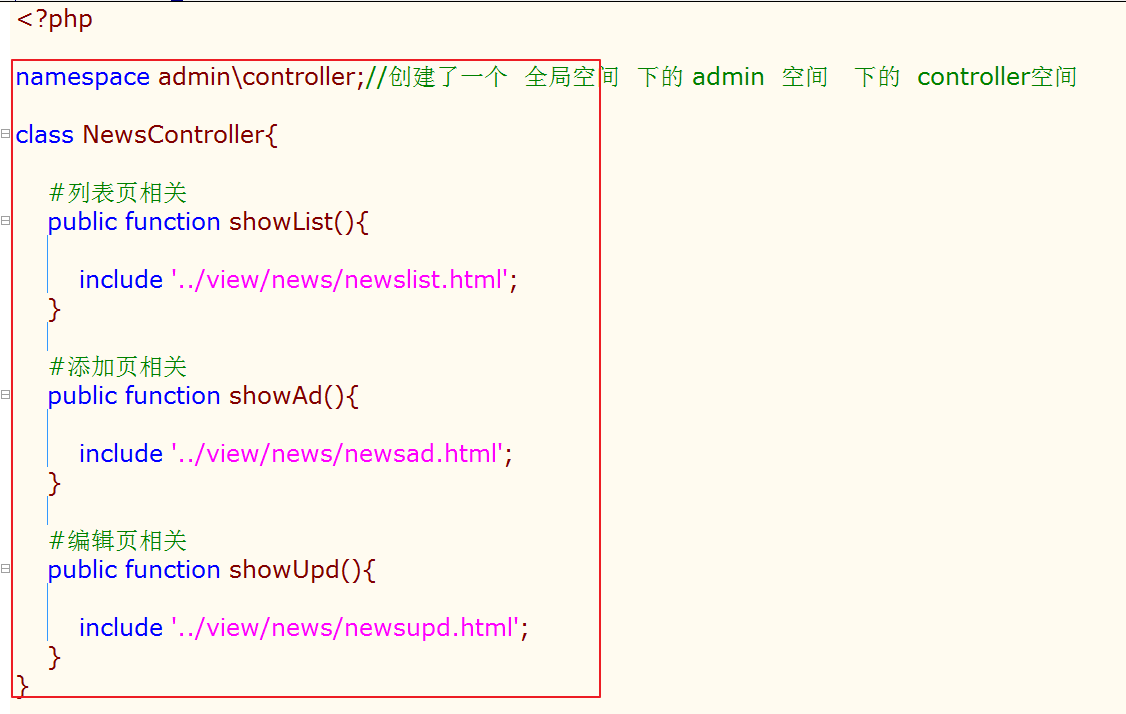 <?php
namespace admin\controller;//创建了一个 全局空间 下的 admin 空间 下的 controller空间
class NewsController{
#列表页相关
public function showList(){
include '../view/news/newslist.html';
}
#添加页相关
public function showAd(){
include '../view/news/newsad.html';
}
#编辑页相关
public function showUpd(){
include '../view/news/newsupd.html';
}
}